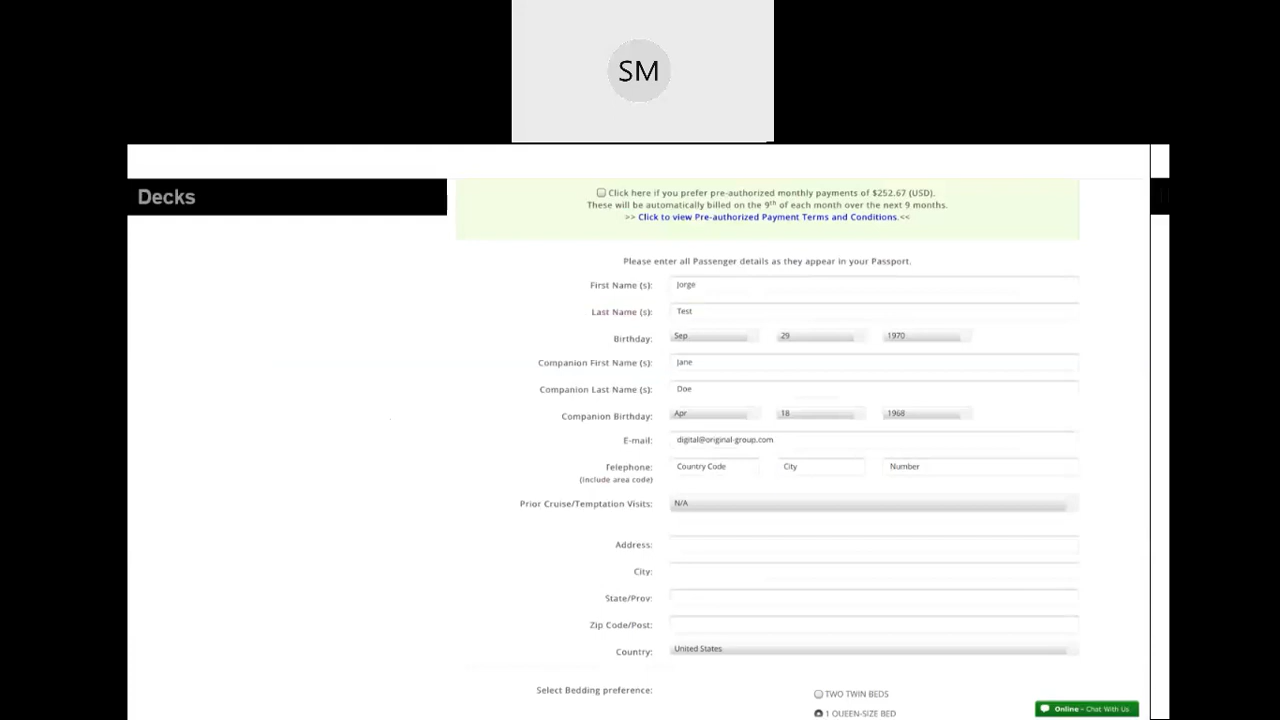 SM
Decks
Click here if you prefer pre-authorized monthly payments of $252.67 (USD).
These will be automatically billed on the 9th of each month over the next 9 months.
>> Click to view Pre-authorized Payment Terms and Conditions.<<
Please enter all Passenger details as they appear in your Passport.
First Name (s): Jorge
Last Name (s): Test
Birthday: Sep 29 1970
Companion First Name (s): Jane
Companion Last Name (s): Doe
Companion Birthday: Apr 18 1968
E-mail: digital@original-group.com
Telephone: Country Code City Number
(include area code)
Prior Cruise/Temptation Visits: N/A
Address:
City:
State/Prov:
Zip Code/Post:
Country: United States
Select Bedding preference: TWO TWIN BEDS
1 QUEEN-SIZE BED
Online - Chat With Us